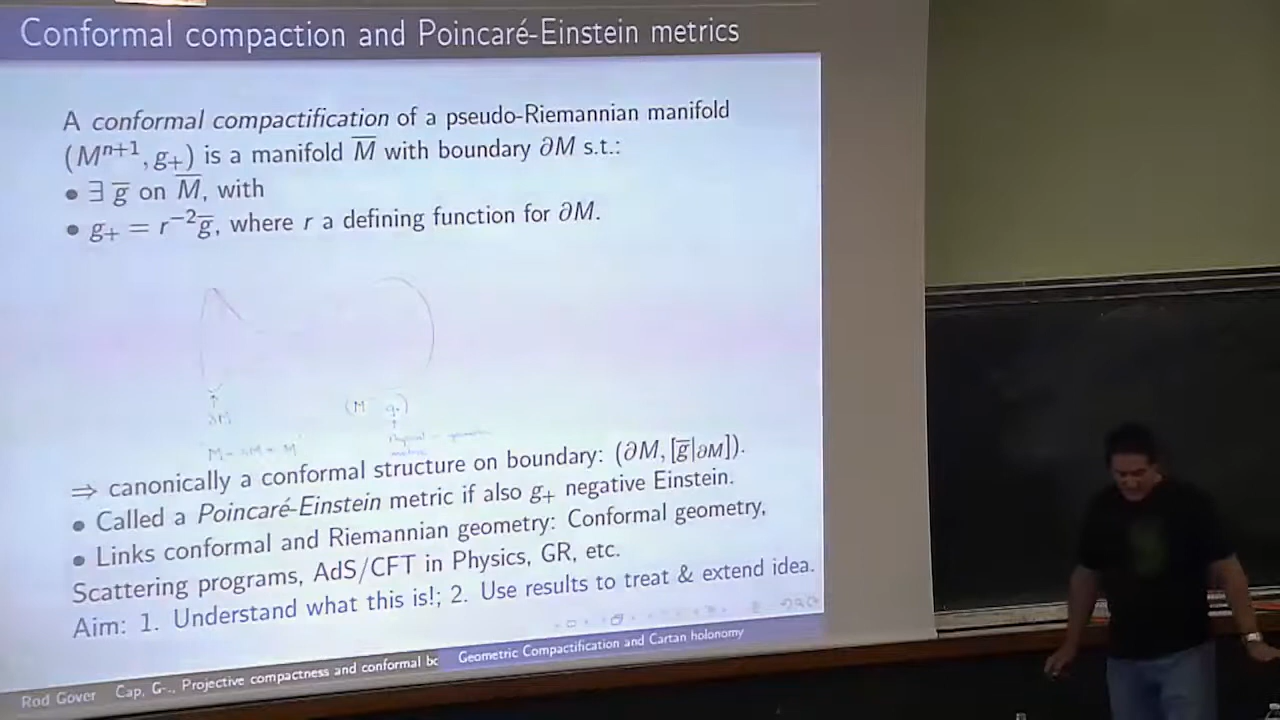 Conformal compaction and Poincaré-Einstein metrics
A conformal compactification of a pseudo-Riemannian manifold
(Mⁿ⁺¹, g₊) is a manifold M̅ with boundary ∂M s.t.:
• ∃ g̅ on M̅, with
• g₊ = r⁻²g̅, where r a defining function for ∂M.
∂M
(M g₊)
⇒ canonically a conformal structure on boundary: (∂M, [g̅|∂M]).
• Called a Poincaré-Einstein metric if also g₊ negative Einstein.
• Links conformal and Riemannian geometry: Conformal geometry,
Scattering programs, AdS/CFT in Physics, GR, etc.
Aim: 1. Understand what this is!; 2. Use results to treat & extend idea.
Rod Gover Cap, G-., Projective compactness and conformal bc Geometric Compactification and Cartan holonomy